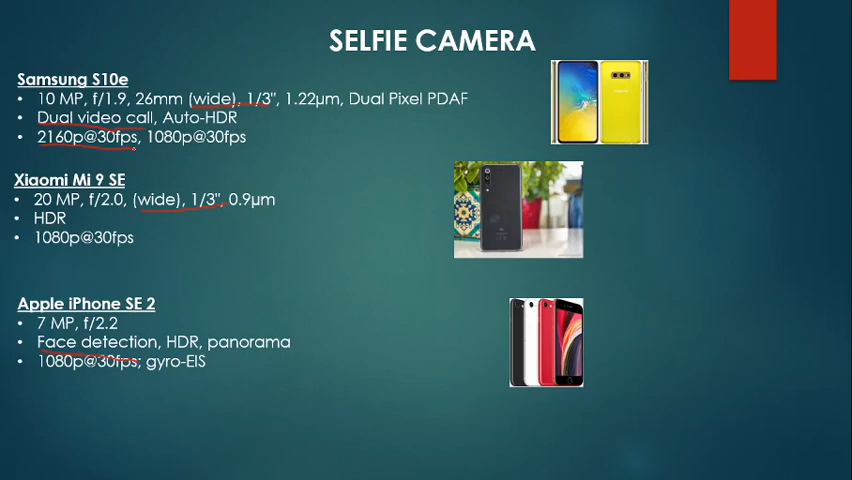 SELFIE CAMERA
Samsung S10e
• 10 MP, f/1.9, 26mm (wide), 1/3", 1.22µm, Dual Pixel PDAF
• Dual video call, Auto-HDR
• 2160p@30fps, 1080p@30fps
Xiaomi Mi 9 SE
• 20 MP, f/2.0, (wide), 1/3", 0.9µm
• HDR
• 1080p@30fps
Apple iPhone SE 2
• 7 MP, f/2.2
• Face detection, HDR, panorama
• 1080p@30fps; gyro-EIS